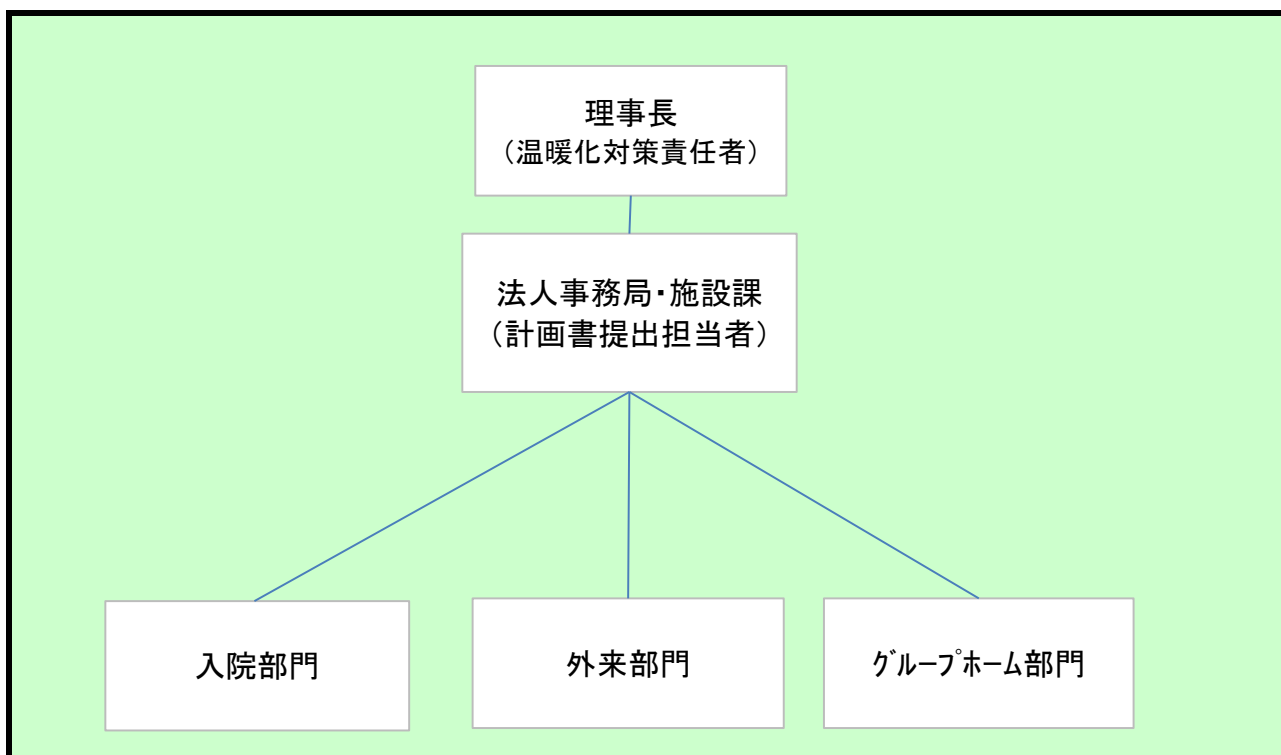 理事長
（温暖化対策責任者）
法人事務局・施設課
（計画書提出担当者）
入院部門
外来部門
ｸﾞﾙｰﾌﾟﾎｰﾑ部門